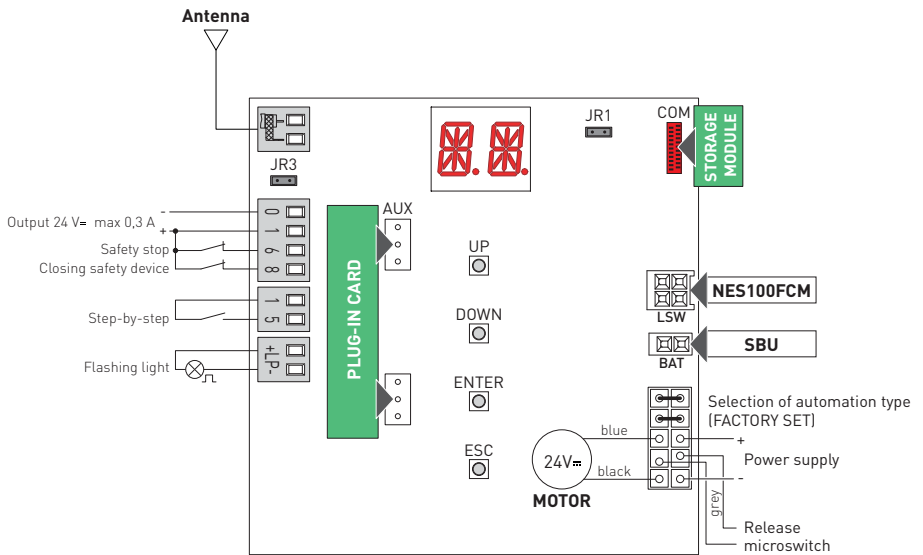 Antenna
JR3
JR1
COM
STORAGE
MODULE
Output 24 V= max 0,3 A
-
+
Safety stop
Closing safety device
0
1
6
8
Step-by-step
1
5
Flashing light
+LP-
PLUG-IN CARD
AUX
UP
DOWN
ENTER
ESC
NES100FCM
LSW
SBU
BAT
Selection of automation type
(FACTORY SET)
blue
24V=
black
MOTOR
+
Power supply
-
grey
Release
microswitch